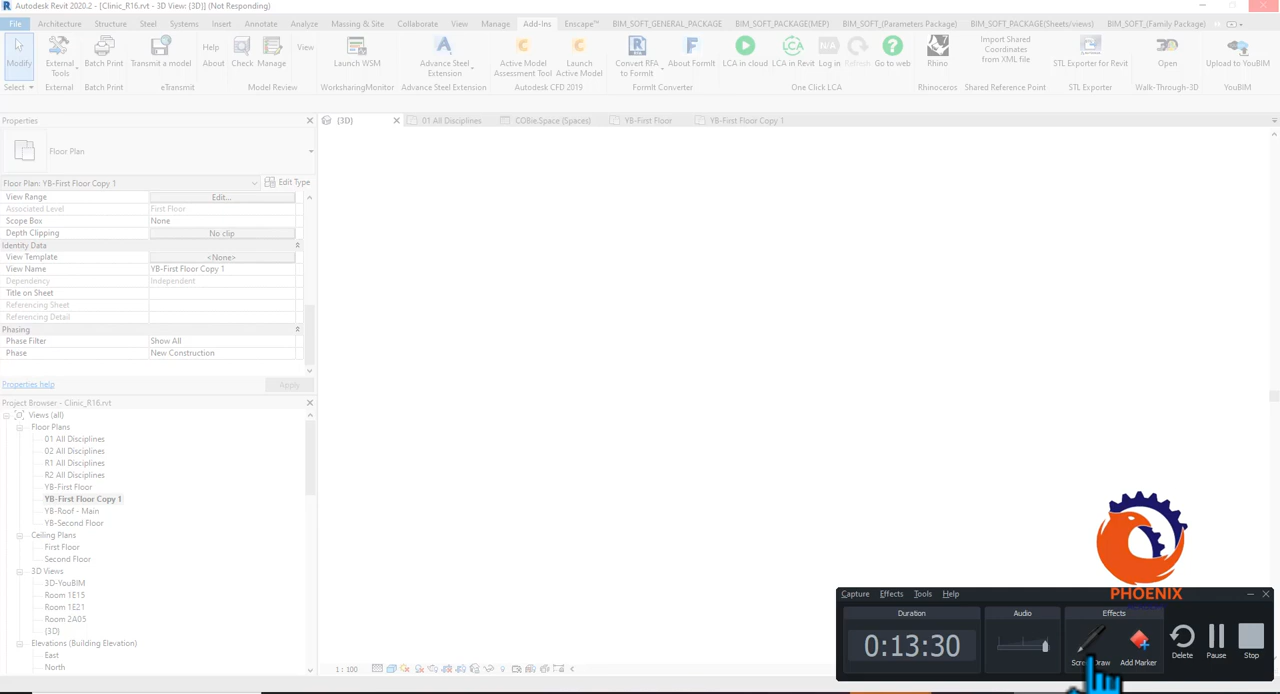 Autodesk Revit 2020.2 - [Clinic_R16.rvt - 3D View: {3D}] (Not Responding)
File Architecture Structure Steel Systems Insert Annotate Analyze Massing & Site Collaborate View Manage Add-Ins Enscape™ BIM_SOFT_GENERAL_PACKAGE BIM_SOFT_PACKAGE(MEP) BIM_SOFT_(Parameters Package) BIM_SOFT_PACKAGE(Sheets/views) BIM_SOFT_(Family Package)
Modify External Tools Batch Print Transmit a model Help About Check Manage View Launch WSM Advance Steel Extension Active Model Assessment Tool Launch Active Model Convert RFA to FormIt About FormIt LCA in cloud LCA in Revit N/A Log in Refresh Go to web Rhino Import Shared Coordinates from XML file STL Exporter for Revit Open Upload to YouBIM
Select External Batch Print eTransmit Model Review WorksharingMonitor Advance Steel Extension Autodesk CFD 2019 FormIt Converter One Click LCA Rhinoceros Shared Reference Point STL Exporter Walk-Through-3D YouBIM
Properties
{3D} 01 All Disciplines COBie.Space (Spaces) YB-First Floor YB-First Floor Copy 1
Floor Plan
Floor Plan: YB-First Floor Copy 1 Edit Type
View Range Edit...
Associated Level First Floor
Scope Box None
Depth Clipping No clip
Identity Data
View Template <None>
View Name YB-First Floor Copy 1
Dependency Independent
Title on Sheet
Referencing Sheet
Referencing Detail
Phasing
Phase Filter Show All
Phase New Construction
Properties help Apply
Project Browser - Clinic_R16.rvt
Views (all)
Floor Plans
01 All Disciplines
02 All Disciplines
R1 All Disciplines
R2 All Disciplines
YB-First Floor
YB-First Floor Copy 1
YB-Roof - Main
YB-Second Floor
Ceiling Plans
First Floor
Second Floor
3D Views
3D-YouBIM
Room 1E15
Room 1E21
Room 2A05
{3D}
Elevations (Building Elevation)
East
North
1 : 100
PHOENIX
Capture Effects Tools Help
Duration Audio Effects
0:13:30
Add Marker Delete Pause Stop